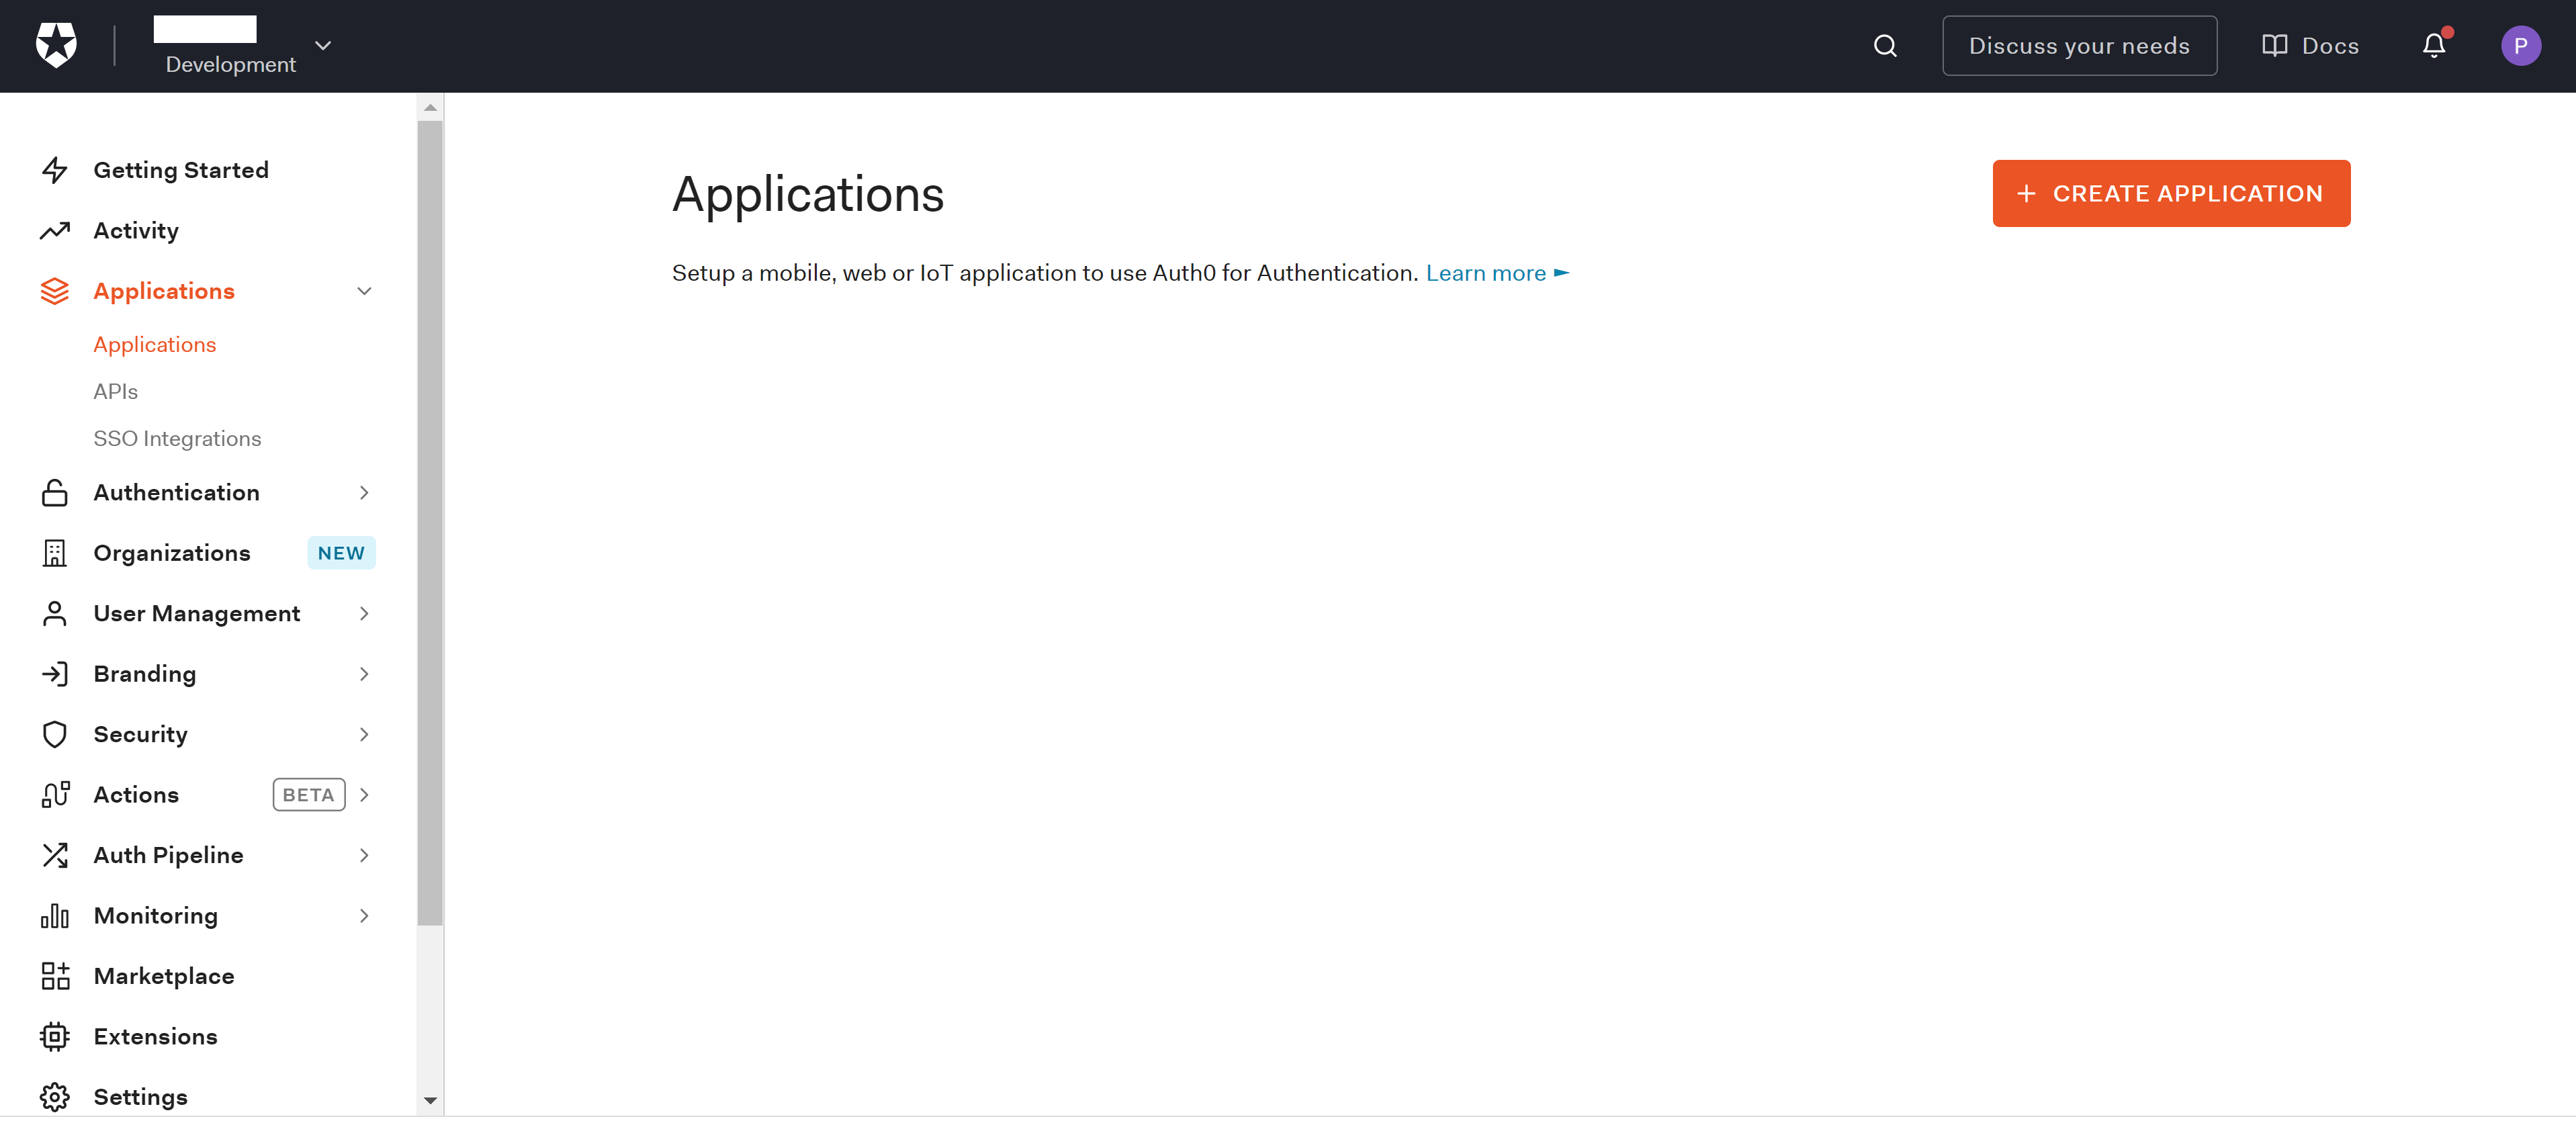 Development
Discuss your needs
Docs
P
Getting Started
Activity
Applications
Applications
APIs
SSO Integrations
Authentication
Organizations NEW
User Management
Branding
Security
Actions BETA
Auth Pipeline
Monitoring
Marketplace
Extensions
Settings
Applications
+ CREATE APPLICATION
Setup a mobile, web or IoT application to use Auth0 for Authentication. Learn more ►